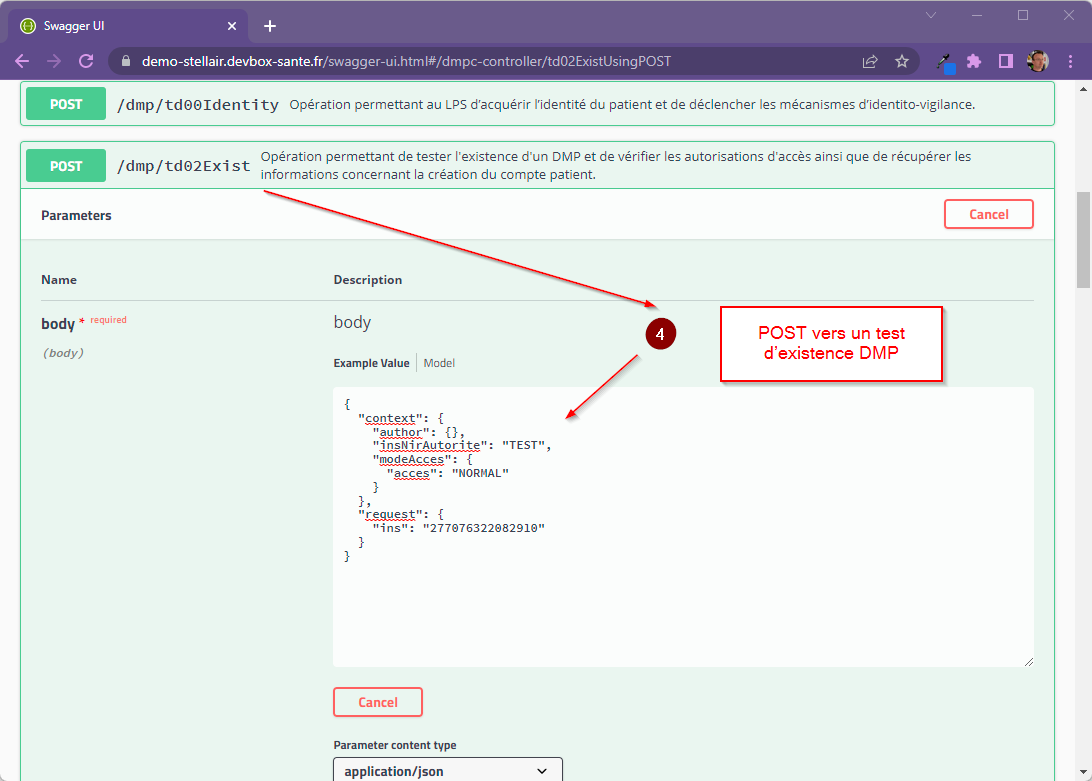 Swagger UI
demo-stellair.devbox-sante.fr/swagger-ui.html#/dmpc-controller/td02ExistUsingPOST
POST /dmp/td00Identity Opération permettant au LPS d'acquérir l'identité du patient et de déclencher les mécanismes d'identito-vigilance.
POST /dmp/td02Exist Opération permettant de tester l'existence d'un DMP et de vérifier les autorisations d'accès ainsi que de récupérer les
informations concernant la création du compte patient.
Parameters Cancel
Name Description
body * required body
(body)
4
POST vers un test
d'existence DMP
Example Value Model
{
"context": {
"author": {},
"insNirAutorite": "TEST",
"modeAcces": {
"acces": "NORMAL"
}
},
"request": {
"ins": "277076322082910"
}
}
Cancel
Parameter content type
application/json